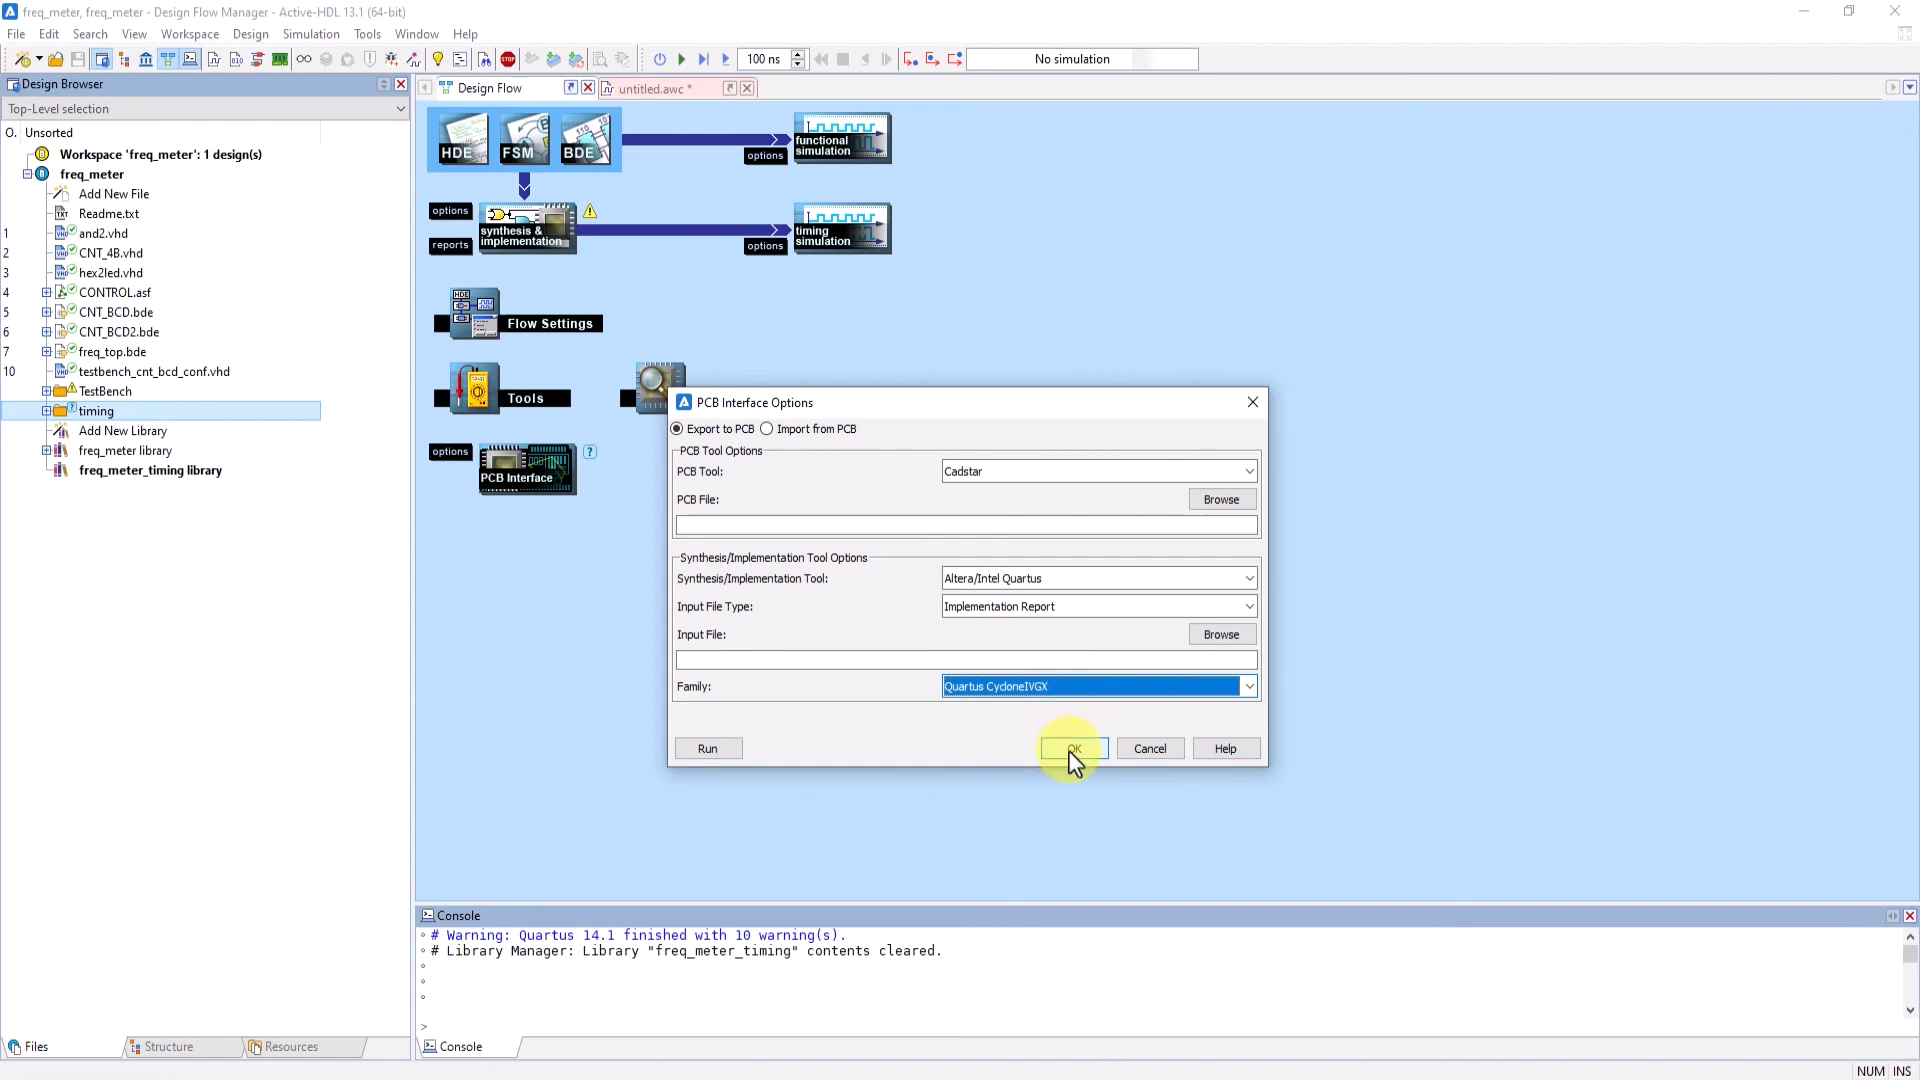 freq_meter, freq_meter - Design Flow Manager - Active-HDL 13.1 (64-bit)
File Edit Search View Workspace Design Simulation Tools Window Help
STOP 100 ns No simulation
Design Browser
Top-Level selection
O. Unsorted
Workspace 'freq_meter': 1 design(s)
freq_meter
Add New File
Readme.txt
1 and2.vhd
2 CNT_4B.vhd
3 hex2led.vhd
4 CONTROL.asf
5 CNT_BCD.bde
6 CNT_BCD2.bde
7 freq_top.bde
10 testbench_cnt_bcd_conf.vhd
TestBench
timing
Add New Library
freq_meter library
freq_meter_timing library
Files Structure Resources
Design Flow untitled.awc *
HDE FSM BDE
options
functional simulation
options
reports
synthesis & implementation
options
timing simulation
HDE
Flow Settings
Tools
options
PCB Interface
PCB Interface Options
Export to PCB Import from PCB
PCB Tool Options
PCB Tool: Cadstar
PCB File: Browse
Synthesis/Implementation Tool Options
Synthesis/Implementation Tool: Altera/Intel Quartus
Input File Type: Implementation Report
Input File: Browse
Family: Quartus CycloneIVGX
Run OK Cancel Help
Console
# Warning: Quartus 14.1 finished with 10 warning(s).
# Library Manager: Library "freq_meter_timing" contents cleared.
>
Console
NUM INS